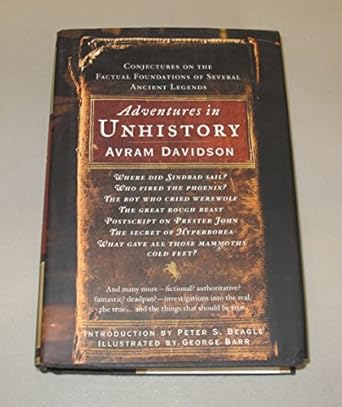 Conjectures on the
Factual Foundations of Several
Ancient Legends
Adventures in
Unhistory
Avram Davidson
Where did Sindbad sail?
Who fired the phoenix?
The boy who cried werewolf
The great rough beast
Postscript on Prester John
The secret of Hyperborea
What gave all those mammoths
cold feet?
And many more—fictional? authoritative?
fantastic? deadpan?—investigations into the real,
the true... and the things that should be true.
Introduction by Peter S. Beagle
Illustrated by George Barr